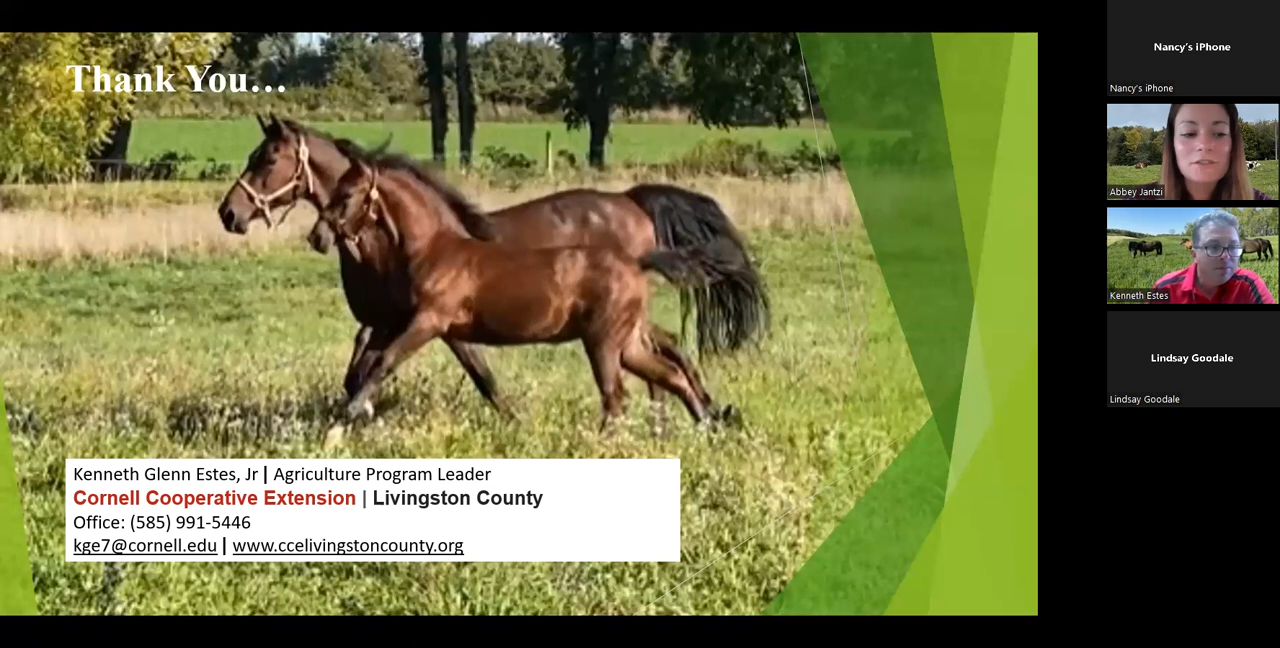 Thank You...
Kenneth Glenn Estes, Jr | Agriculture Program Leader
Cornell Cooperative Extension | Livingston County
Office: (585) 991-5446
kge7@cornell.edu | www.ccelivingstoncounty.org
Nancy's iPhone
Nancy's iPhone
Abbey Jantzi
Kenneth Estes
Lindsay Goodale
Lindsay Goodale